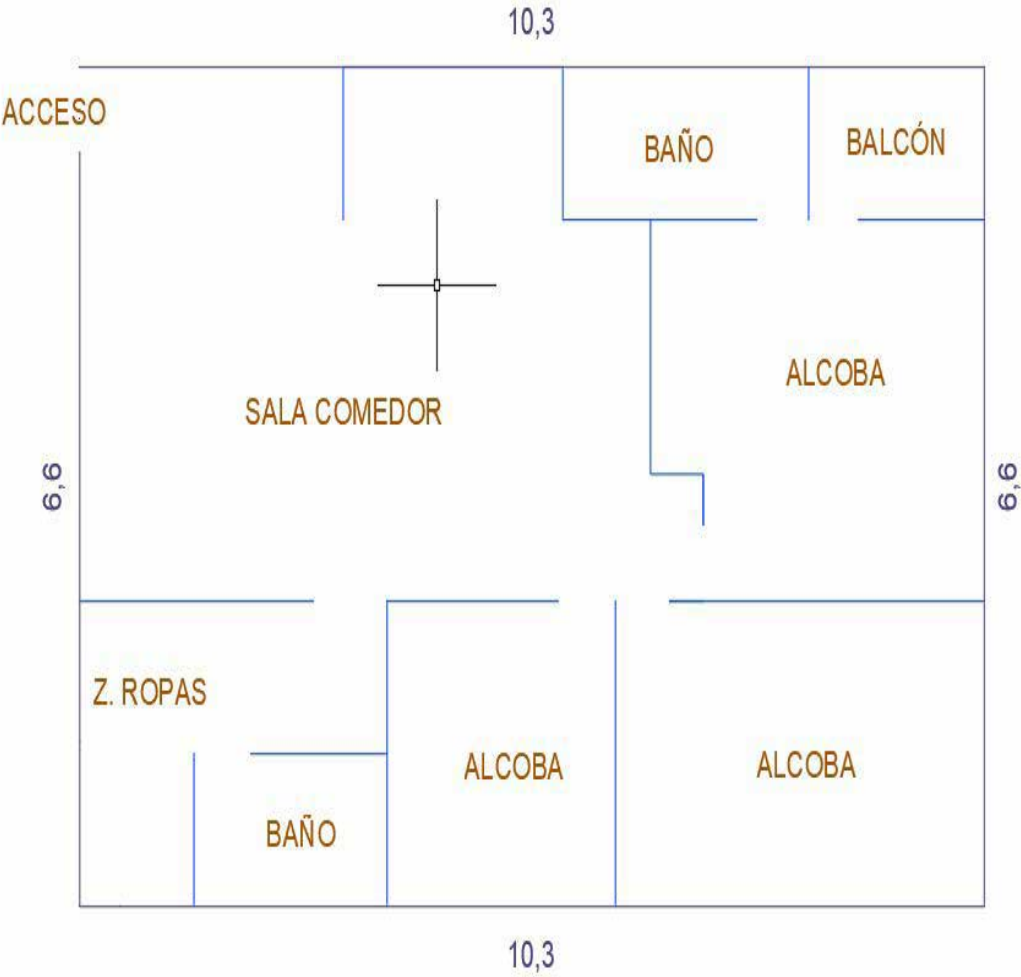 10,3
ACCESO
BAÑO
BALCÓN
ALCOBA
SALA COMEDOR
6,6
6,6
Z. ROPAS
ALCOBA
ALCOBA
BAÑO
10,3